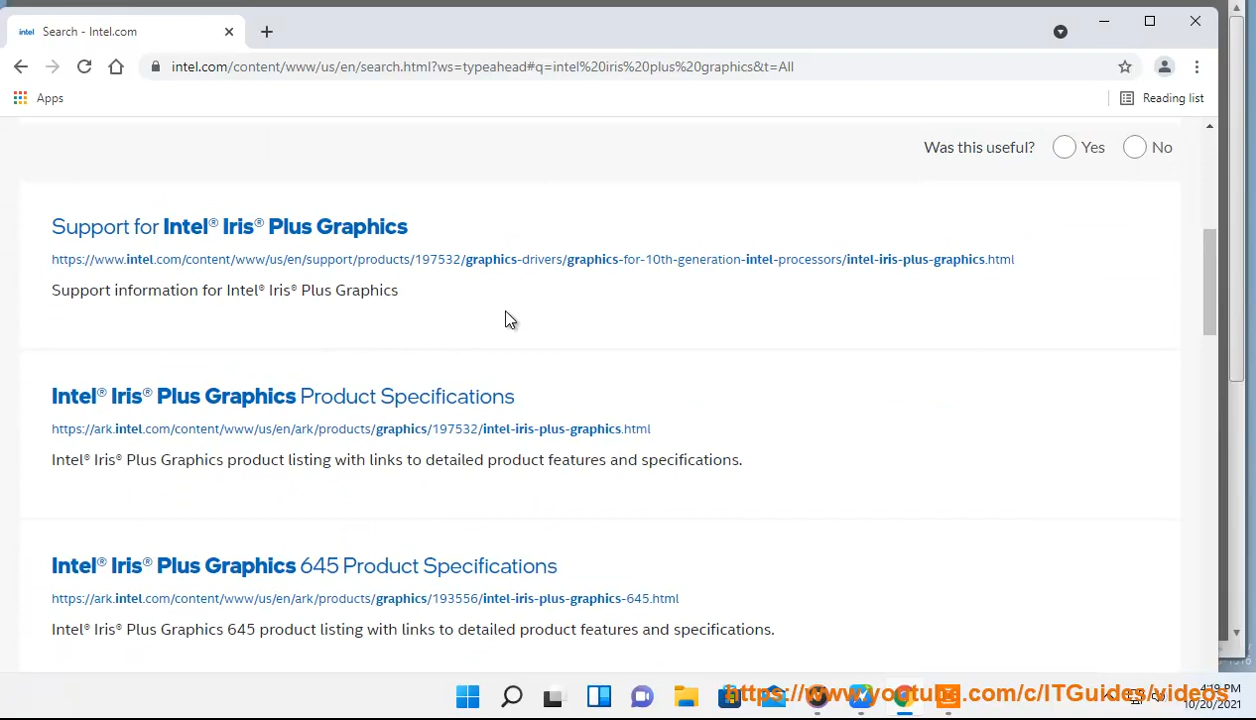 intel Search - Intel.com
intel.com/content/www/us/en/search.html?ws=typeahead#q=intel%20iris%20plus%20graphics&t=All
Apps
Reading list
Was this useful? Yes No
Support for Intel® Iris® Plus Graphics
https://www.intel.com/content/www/us/en/support/products/197532/graphics-drivers/graphics-for-10th-generation-intel-processors/intel-iris-plus-graphics.html
Support information for Intel® Iris® Plus Graphics
Intel® Iris® Plus Graphics Product Specifications
https://ark.intel.com/content/www/us/en/ark/products/graphics/197532/intel-iris-plus-graphics.html
Intel® Iris® Plus Graphics product listing with links to detailed product features and specifications.
Intel® Iris® Plus Graphics 645 Product Specifications
https://ark.intel.com/content/www/us/en/ark/products/graphics/193556/intel-iris-plus-graphics-645.html
Intel® Iris® Plus Graphics 645 product listing with links to detailed product features and specifications.
https://www.youtube.com/c/ITGuides/videos
4:19 PM
10/20/2021